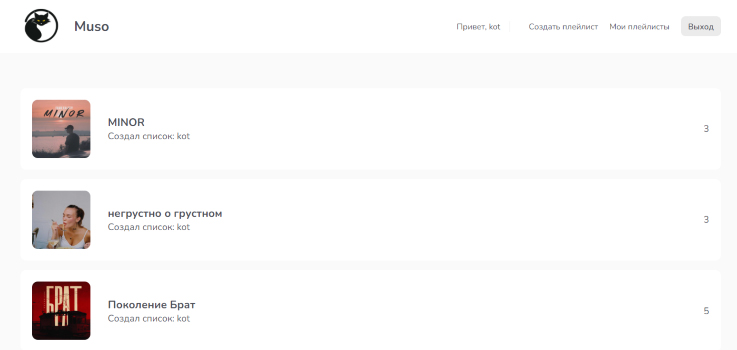 Muso
Привет, kot
Создать плейлист
Мои плейлисты
Выход
MINOR
MINOR
Создал список: kot
3
негрустно о грустном
Создал список: kot
3
БРАТ
Поколение Брат
Создал список: kot
5